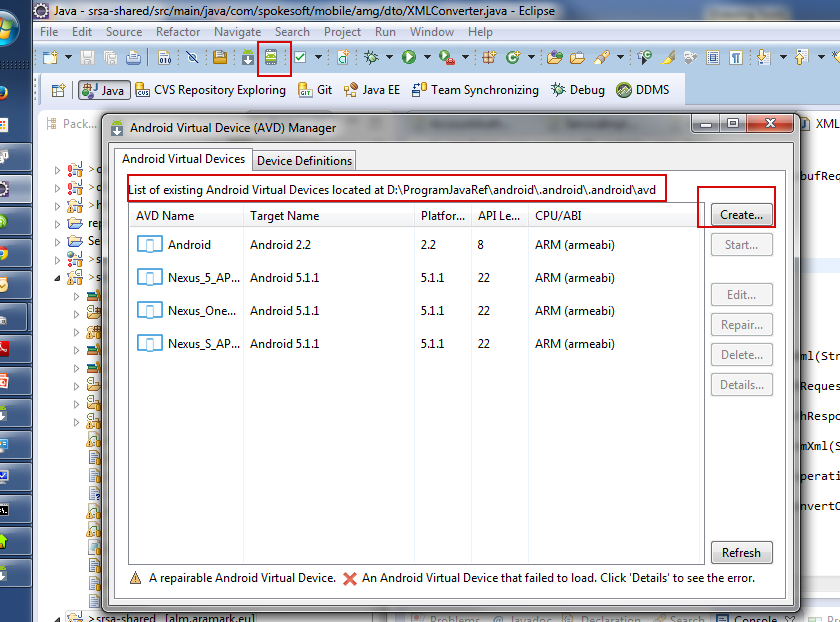 Java - srsa-shared/src/main/java/com/spokesoft/mobile/amg/dto/XMLConverter.java - Eclipse
File Edit Source Refactor Navigate Search Project Run Window Help
Java CVS Repository Exploring Git Java EE Team Synchronizing Debug DDMS
Pack...
XML
Android Virtual Device (AVD) Manager
Android Virtual Devices Device Definitions
List of existing Android Virtual Devices located at D:\ProgramJavaRef\android\.android\.android\avd
AVD Name Target Name Platfor... API Le... CPU/ABI
Android Android 2.2 2.2 8 ARM (armeabi)
Nexus_5_AP... Android 5.1.1 5.1.1 22 ARM (armeabi)
Nexus_One... Android 5.1.1 5.1.1 22 ARM (armeabi)
Nexus_S_AP... Android 5.1.1 5.1.1 22 ARM (armeabi)
Create...
Start...
Edit...
Repair...
Delete...
Details...
Refresh
A repairable Android Virtual Device. An Android Virtual Device that failed to load. Click 'Details' to see the error.
bufRequ
ml(Stri
Reques
hRespo
mXml(S
perati
nvertO
>srsa-shared [alm.aramark.eu]
Problems Javadoc Declaration Search Console